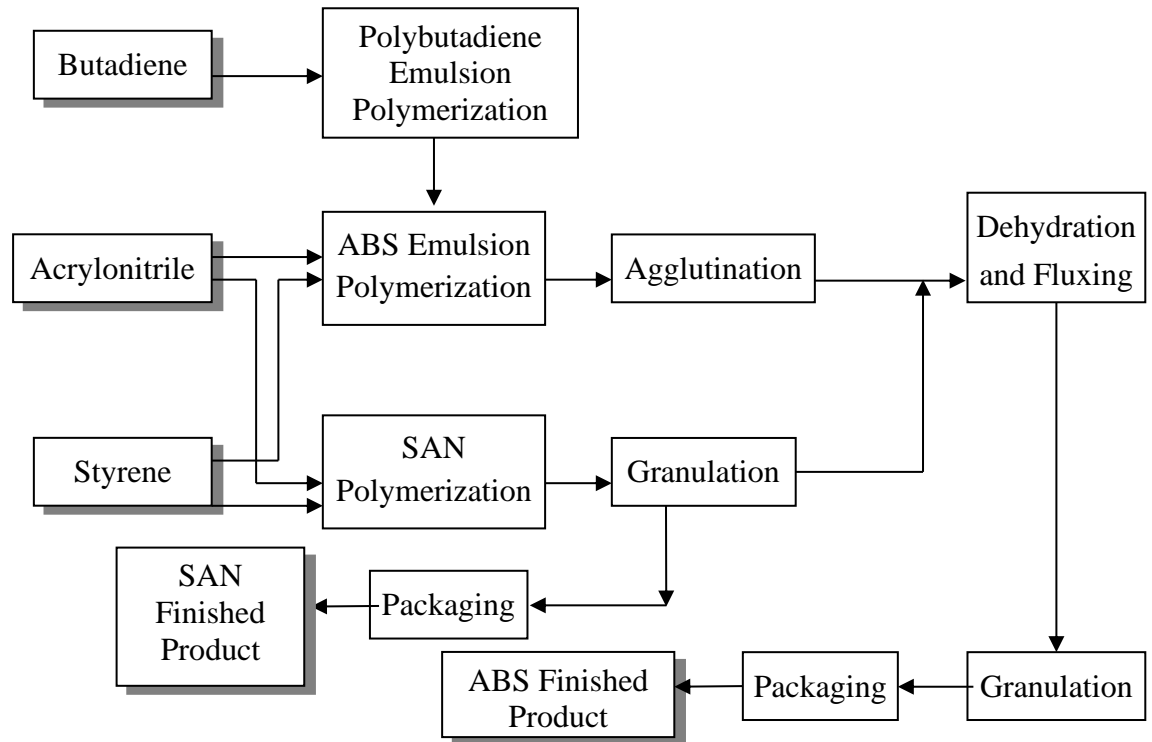 Butadiene
Polybutadiene
Emulsion
Polymerization
Acrylonitrile
ABS Emulsion
Polymerization
Agglutination
Dehydration
and Fluxing
Styrene
SAN
Polymerization
Granulation
SAN
Finished
Product
Packaging
ABS Finished
Product
Packaging
Granulation